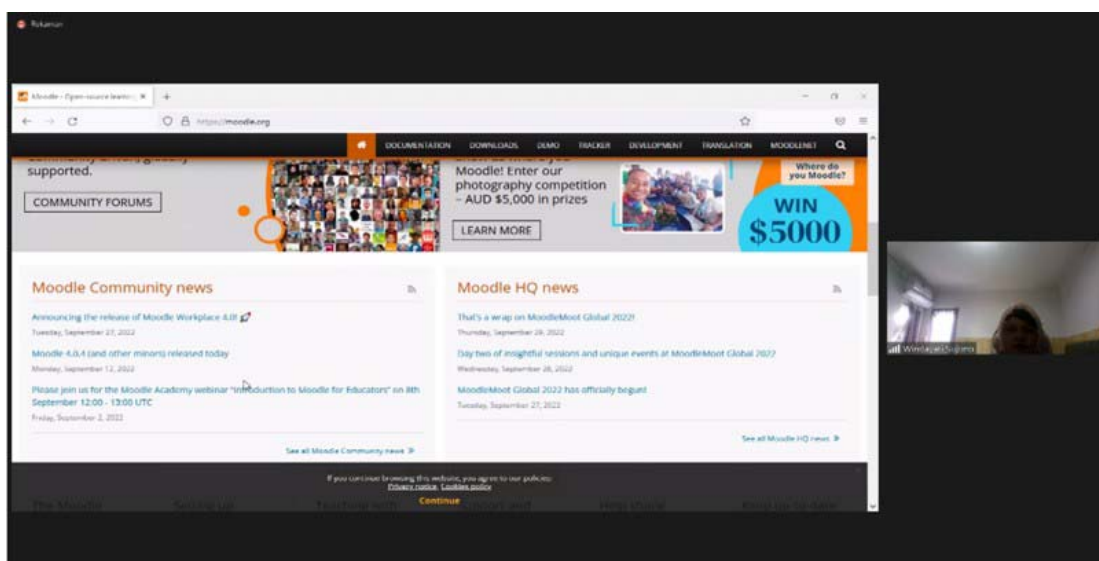 Rekaman
Moodle - Open-source learning
https://moodle.org
DOCUMENTATION DOWNLOADS DEMO TRACKER DEVELOPMENT TRANSLATION MOODLENET
supported.
COMMUNITY FORUMS
Moodle! Enter our
photography competition
– AUD $5,000 in prizes
LEARN MORE
Where do
you Moodle?
WIN
$5000
Moodle Community news
Announcing the release of Moodle Workplace 4.0!
Tuesday, September 27, 2022
Moodle 4.0.4 (and other minors) released today
Monday, September 12, 2022
Please join us for the Moodle Academy webinar "Introduction to Moodle for Educators" on 8th
September 12:00 - 13:00 UTC
Friday, September 2, 2022
See all Moodle Community news
Moodle HQ news
That's a wrap on MoodleMoot Global 2022!
Thursday, September 29, 2022
Day two of insightful sessions and unique events at MoodleMoot Global 2022
Wednesday, September 28, 2022
MoodleMoot Global 2022 has officially begun!
Tuesday, September 27, 2022
See all Moodle HQ news
If you continue browsing this website, you agree to our policies:
Privacy notice Cookies policy
Continue